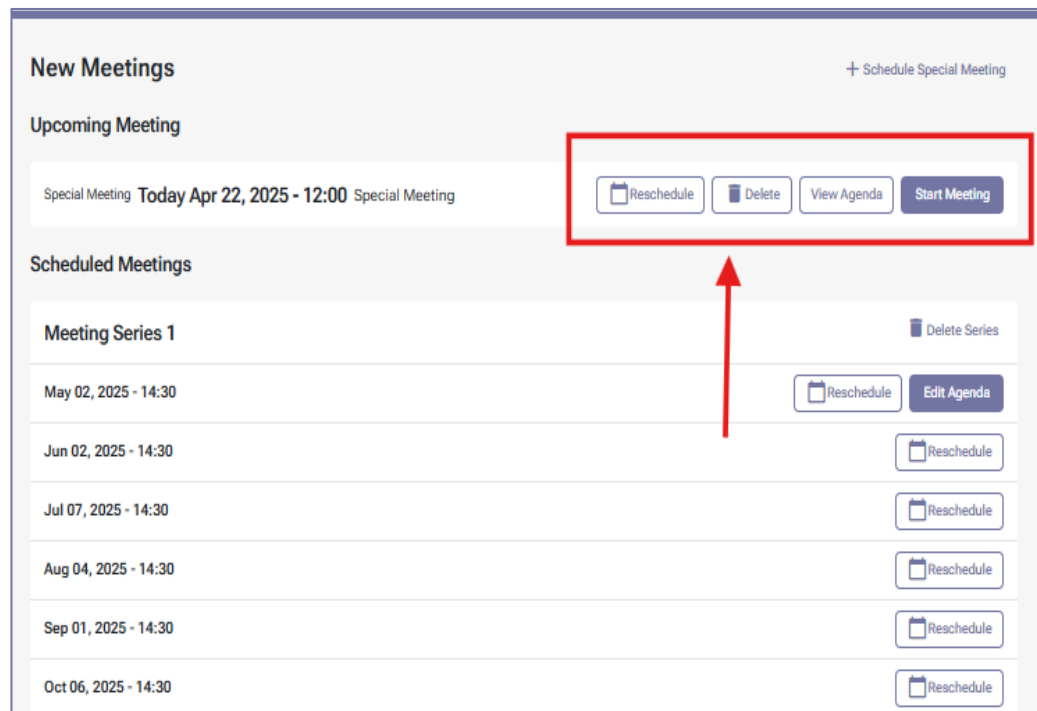 New Meetings
+ Schedule Special Meeting
Upcoming Meeting
Special Meeting Today Apr 22, 2025 - 12:00 Special Meeting
Reschedule Delete View Agenda Start Meeting
Scheduled Meetings
Meeting Series 1
Delete Series
May 02, 2025 - 14:30
Reschedule Edit Agenda
Jun 02, 2025 - 14:30
Reschedule
Jul 07, 2025 - 14:30
Reschedule
Aug 04, 2025 - 14:30
Reschedule
Sep 01, 2025 - 14:30
Reschedule
Oct 06, 2025 - 14:30
Reschedule